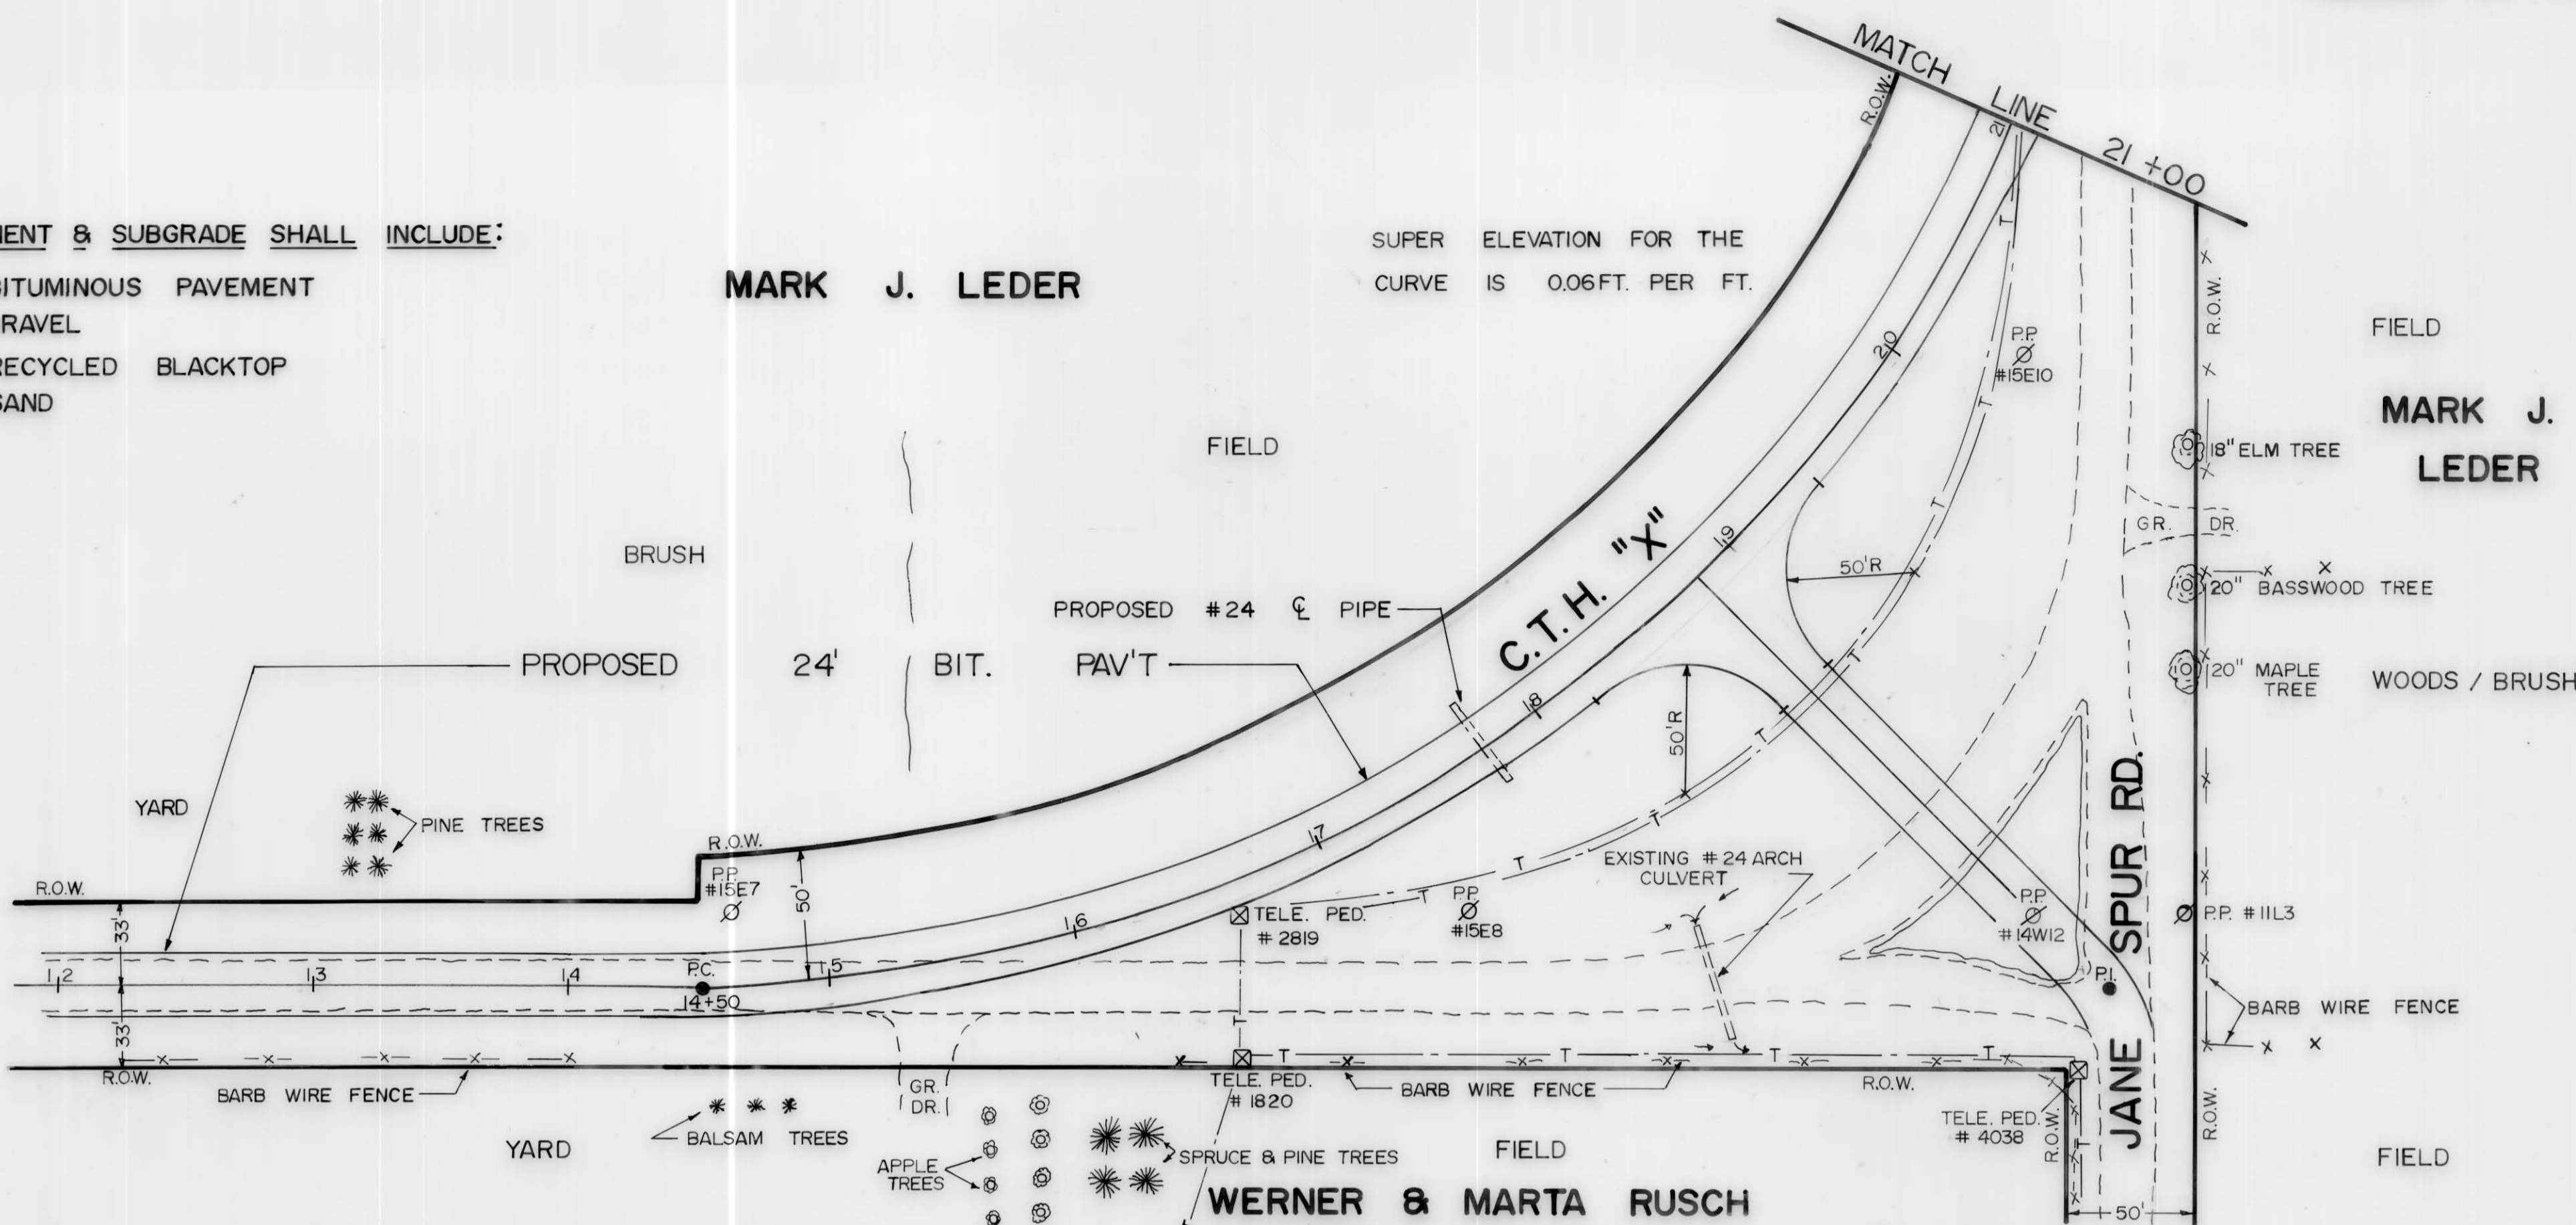 MATCH LINE 21 +00
R.O.W.
21
MENT & SUBGRADE SHALL INCLUDE:
BITUMINOUS PAVEMENT
GRAVEL
RECYCLED BLACKTOP
SAND
MARK J. LEDER
SUPER ELEVATION FOR THE
CURVE IS 0.06 FT. PER FT.
T
R.O.W.
FIELD
P.P.
#15E10
20
T
MARK J.
LEDER
FIELD
18" ELM TREE
T
GR. DR.
BRUSH
C.T.H. "X"
19
50'R
20" BASSWOOD TREE
PROPOSED #24 ℄ PIPE
PROPOSED 24' BIT. PAV'T
T
20" MAPLE
TREE
WOODS / BRUSH
18
50'R
T
YARD
PINE TREES
17
T
R.O.W.
EXISTING #24 ARCH
CULVERT
T
R.O.W.
P.P.
#15E7
50'
16
TELE. PED.
# 2819
T
P.P.
#15E8
P.P.
#14W12
P.P. #11L3
33'
12
13
14
P.C.
14+50
15
P.I.
JANE SPUR RD.
BARB WIRE FENCE
33'
T
T
T
T
T
T
R.O.W.
BARB WIRE FENCE
GR.
DR.
TELE. PED.
# 1820
BARB WIRE FENCE
R.O.W.
TELE. PED.
# 4038
R.O.W.
T
R.O.W.
BALSAM TREES
YARD
APPLE
TREES
SPRUCE & PINE TREES
FIELD
FIELD
WERNER & MARTA RUSCH
50'